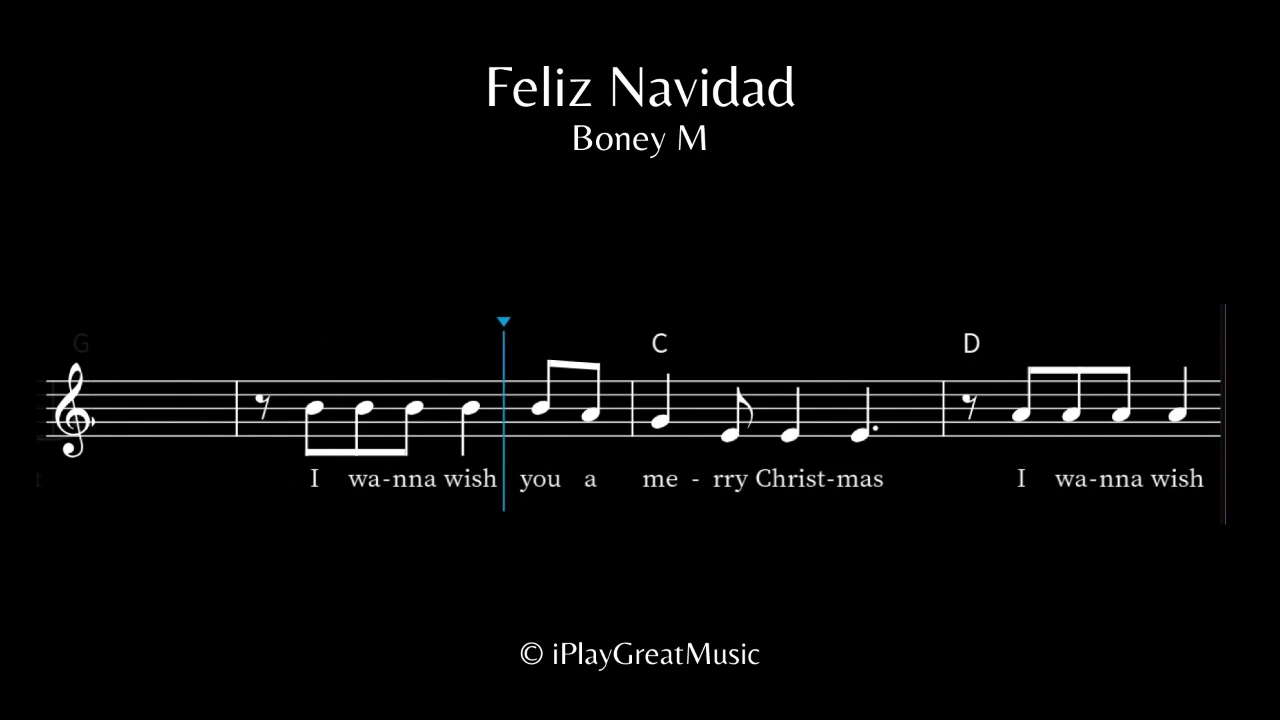 Feliz Navidad
Boney M
G C D
I wa-nna wish you a me - rry Christ-mas I wa-nna wish
© iPlayGreatMusic